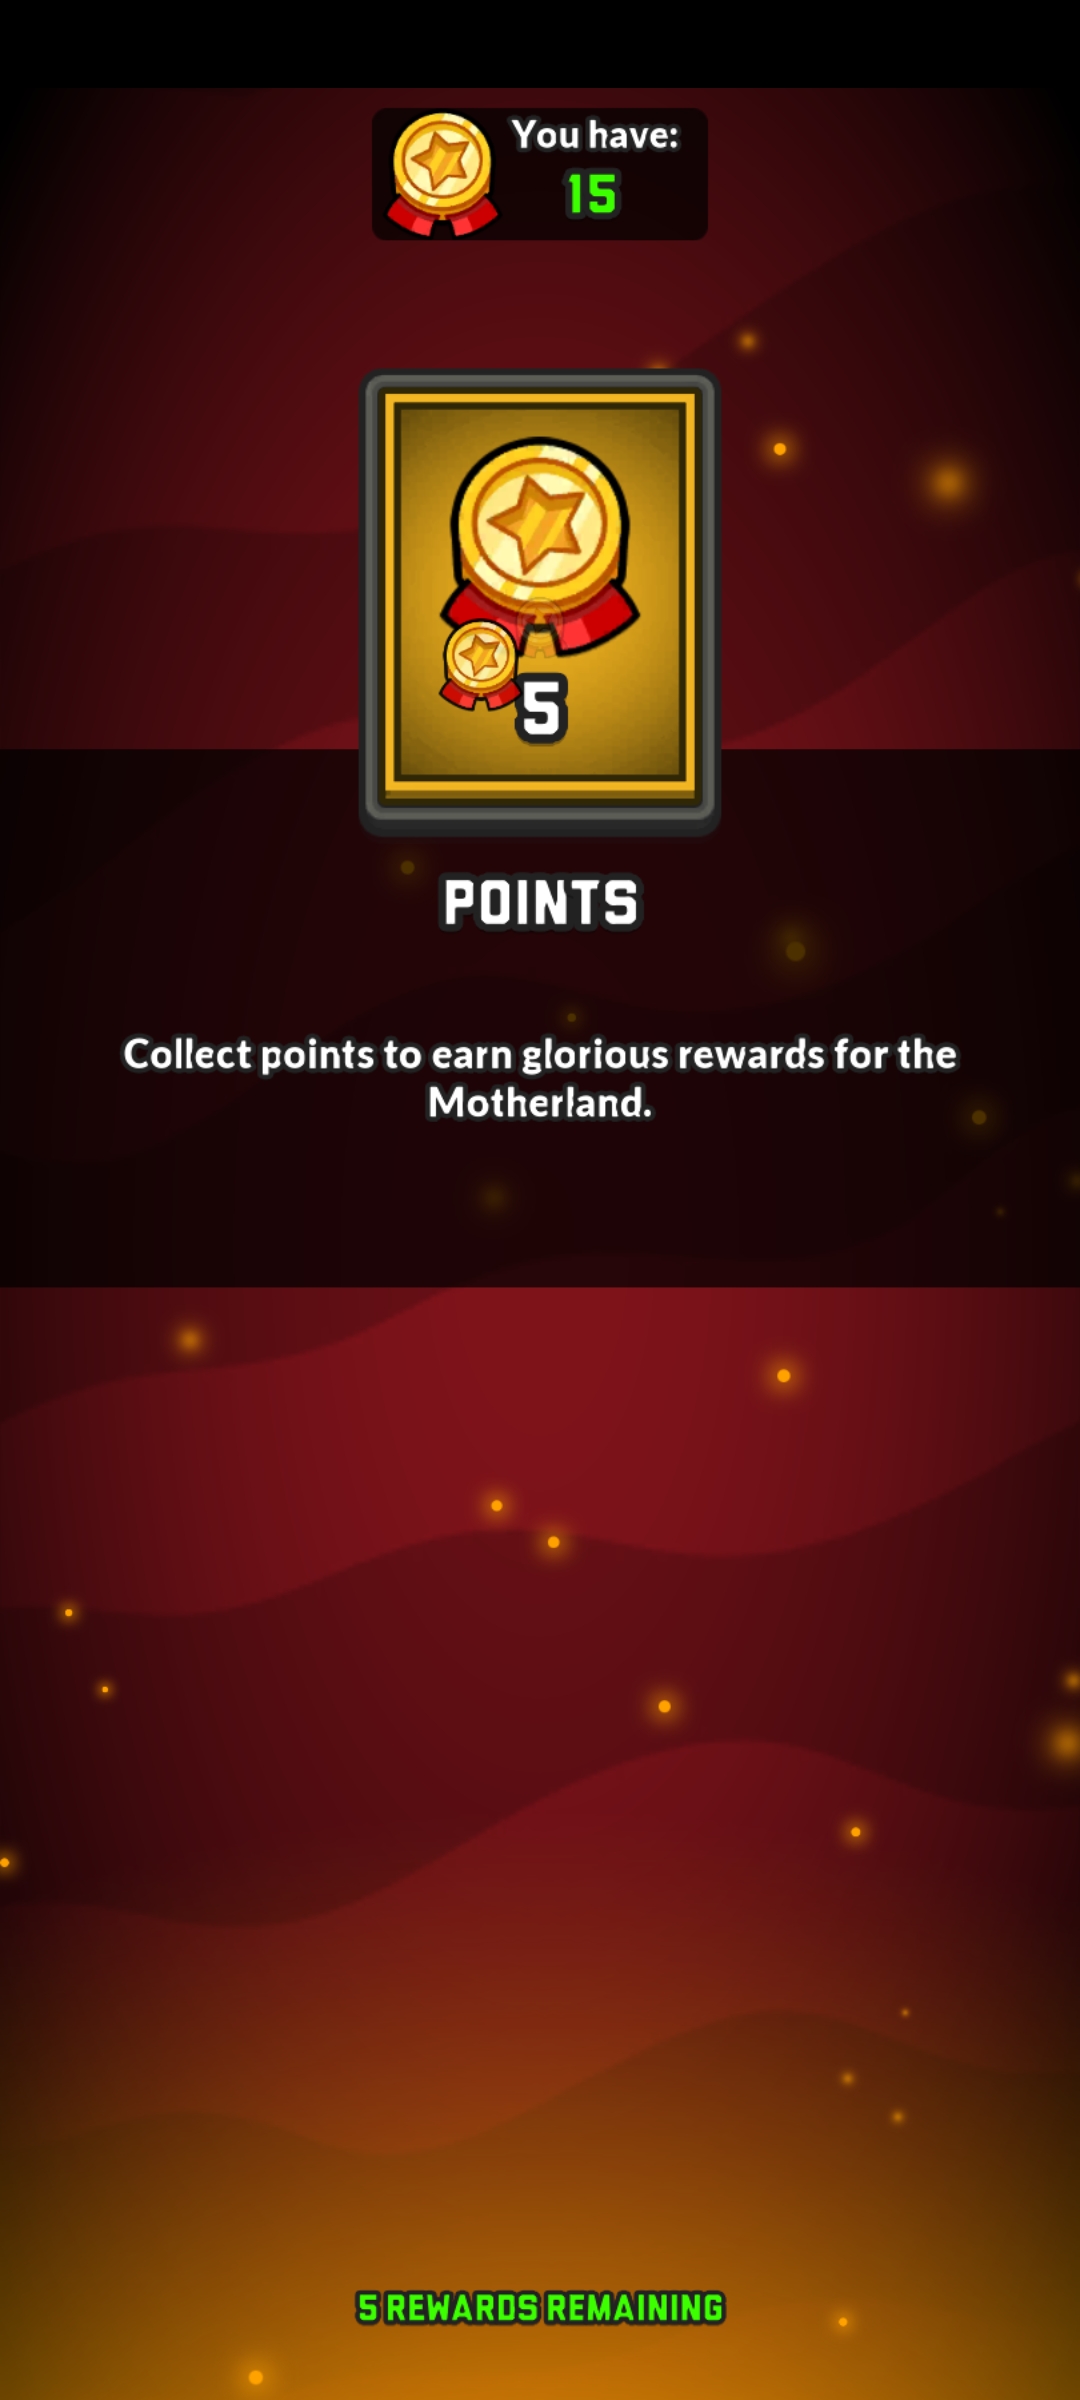 You have:
15
5
POINTS
Collect points to earn glorious rewards for the
Motherland.
5 REWARDS REMAINING